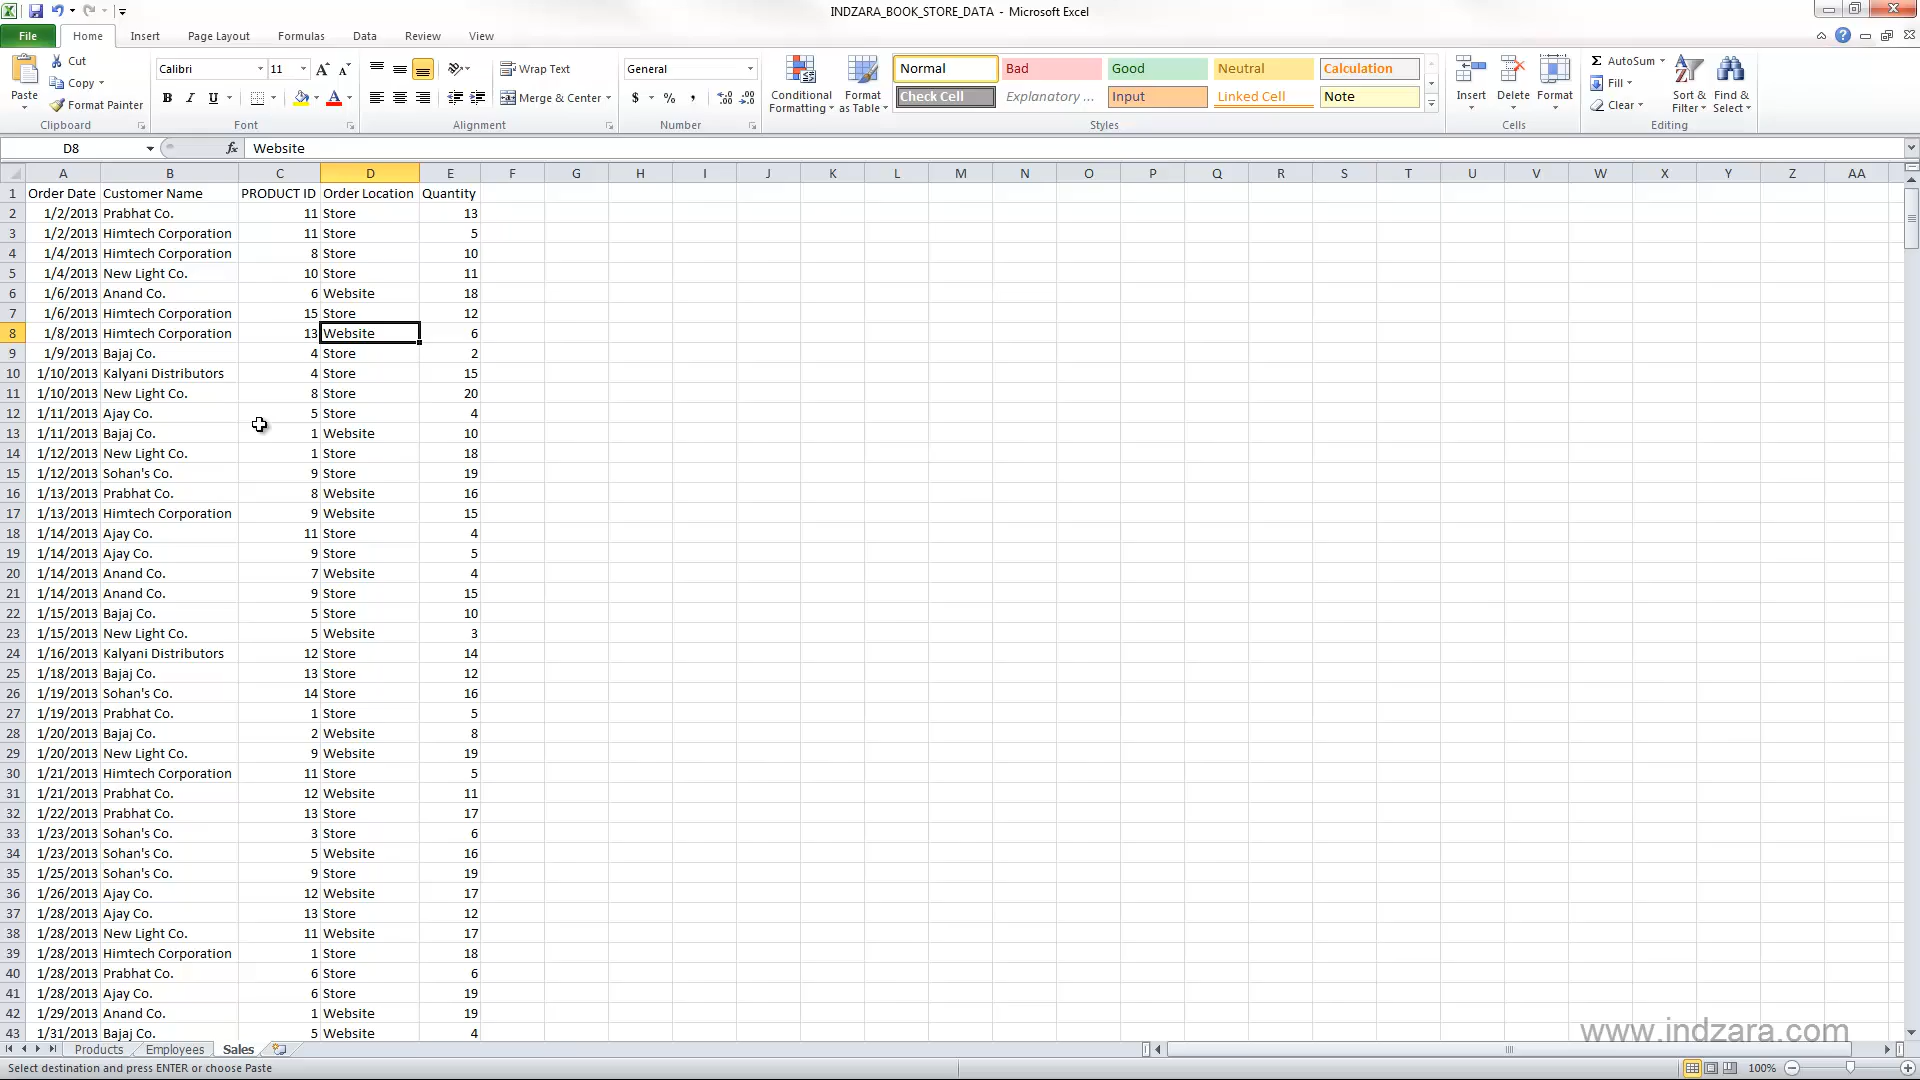 INDZARA_BOOK_STORE_DATA - Microsoft Excel
File Home Insert Page Layout Formulas Data Review View
Paste Cut Copy Format Painter
Calibri 11
B I U
Wrap Text
Merge & Center
General
$ % ,
Conditional Formatting
Format as Table
Normal Bad Good Neutral Calculation
Check Cell Explanatory ... Input Linked Cell Note
Insert Delete Format
Σ AutoSum
Fill
Clear
Sort & Filter
Find & Select
Clipboard Font Alignment Number Styles Cells Editing
D8 fx Website
A B C D E F G H I J K L M N O P Q R S T U V W X Y Z AA
1 Order Date Customer Name PRODUCT ID Order Location Quantity
2 1/2/2013 Prabhat Co. 11 Store 13
3 1/2/2013 Himtech Corporation 11 Store 5
4 1/4/2013 Himtech Corporation 8 Store 10
5 1/4/2013 New Light Co. 10 Store 11
6 1/6/2013 Anand Co. 6 Website 18
7 1/6/2013 Himtech Corporation 15 Store 12
8 1/8/2013 Himtech Corporation 13 Website 6
9 1/9/2013 Bajaj Co. 4 Store 2
10 1/10/2013 Kalyani Distributors 4 Store 15
11 1/10/2013 New Light Co. 8 Store 20
12 1/11/2013 Ajay Co. 5 Store 4
13 1/11/2013 Bajaj Co. 1 Website 10
14 1/12/2013 New Light Co. 1 Store 18
15 1/12/2013 Sohan's Co. 9 Store 19
16 1/13/2013 Prabhat Co. 8 Website 16
17 1/13/2013 Himtech Corporation 9 Website 15
18 1/14/2013 Ajay Co. 11 Store 4
19 1/14/2013 Ajay Co. 9 Store 5
20 1/14/2013 Anand Co. 7 Website 4
21 1/14/2013 Anand Co. 9 Store 15
22 1/15/2013 Bajaj Co. 5 Store 10
23 1/15/2013 New Light Co. 5 Website 3
24 1/16/2013 Kalyani Distributors 12 Store 14
25 1/18/2013 Bajaj Co. 13 Store 12
26 1/19/2013 Sohan's Co. 14 Store 16
27 1/19/2013 Prabhat Co. 1 Store 5
28 1/20/2013 Bajaj Co. 2 Website 8
29 1/20/2013 New Light Co. 9 Website 19
30 1/21/2013 Himtech Corporation 11 Store 5
31 1/21/2013 Prabhat Co. 12 Website 11
32 1/22/2013 Prabhat Co. 13 Store 17
33 1/23/2013 Sohan's Co. 3 Store 6
34 1/23/2013 Sohan's Co. 5 Website 16
35 1/25/2013 Sohan's Co. 9 Store 19
36 1/26/2013 Ajay Co. 12 Website 17
37 1/28/2013 Ajay Co. 13 Store 12
38 1/28/2013 New Light Co. 11 Website 17
39 1/28/2013 Himtech Corporation 1 Store 18
40 1/28/2013 Prabhat Co. 6 Store 6
41 1/28/2013 Ajay Co. 6 Store 19
42 1/29/2013 Anand Co. 1 Website 19
43 1/31/2013 Bajaj Co. 5 Website 4
www.indzara.com
Products Employees Sales
Select destination and press ENTER or choose Paste 100%